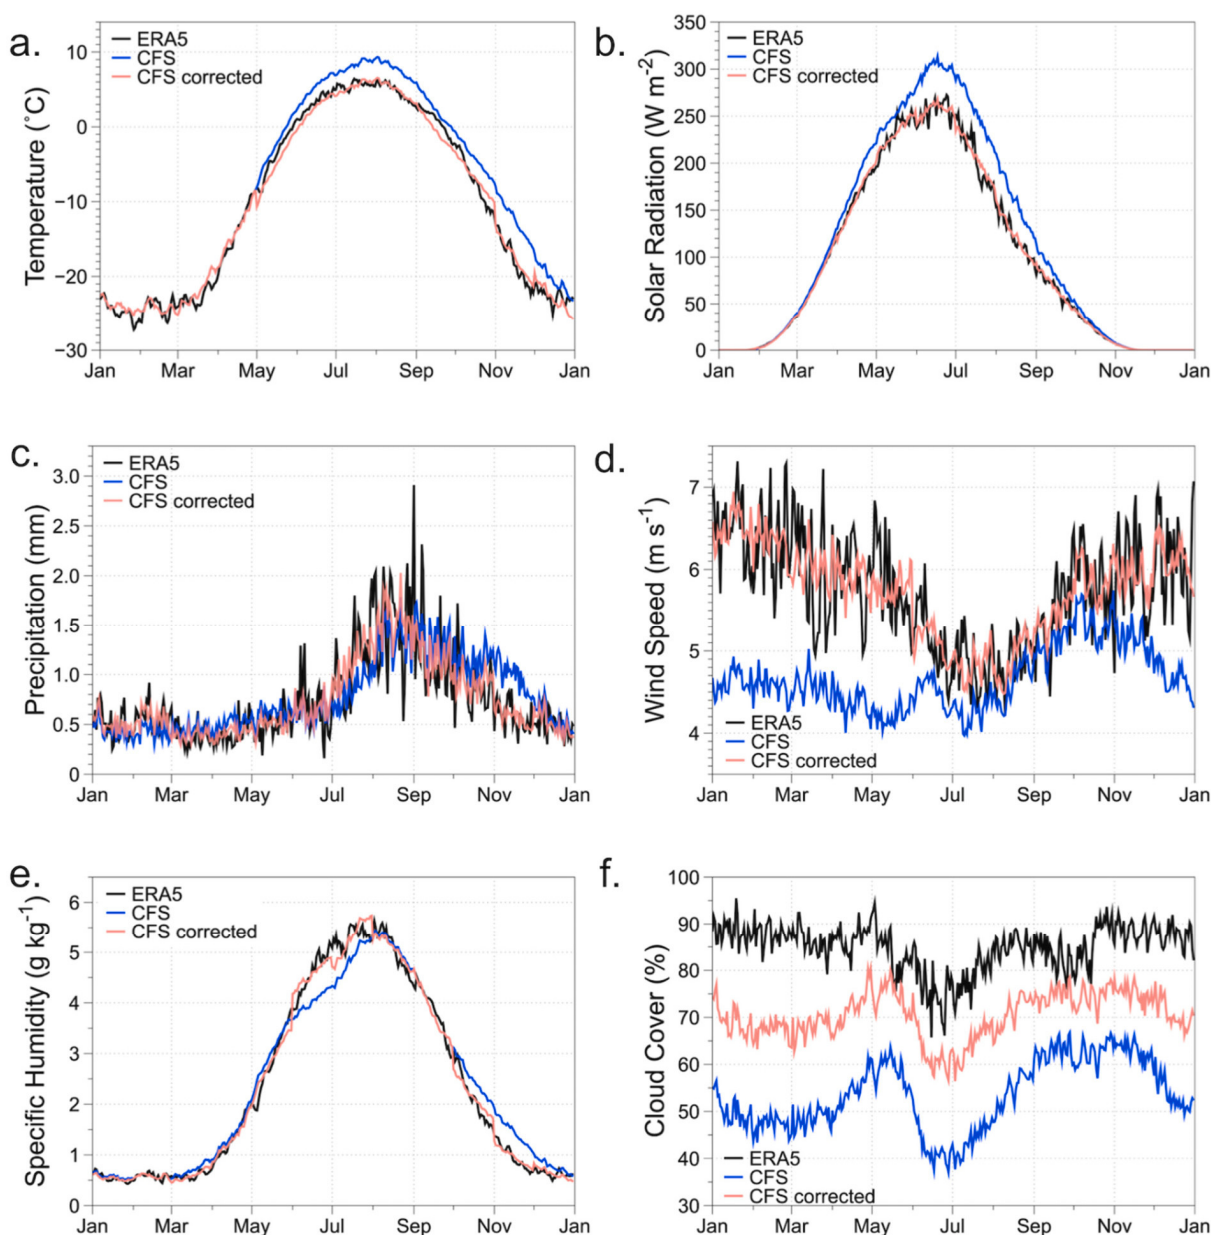 a.
ERA5
CFS
CFS corrected
Temperature (˚C)
10
0
−10
−20
−30
Jan Mar May Jul Sep Nov Jan
b.
ERA5
CFS
CFS corrected
Solar Radiation (W m-2)
350
300
250
200
150
100
50
0
Jan Mar May Jul Sep Nov Jan
c.
ERA5
CFS
CFS corrected
Precipitation (mm)
3.0
2.5
2.0
1.5
1.0
0.5
0
Jan Mar May Jul Sep Nov Jan
d.
Wind Speed (m s-1)
7
6
5
4
ERA5
CFS
CFS corrected
Jan Mar May Jul Sep Nov Jan
e.
ERA5
CFS
CFS corrected
Specific Humidity (g kg-1)
6
5
4
3
2
1
0
Jan Mar May Jul Sep Nov Jan
f.
Cloud Cover (%)
100
90
80
70
60
50
40
30
ERA5
CFS
CFS corrected
Jan Mar May Jul Sep Nov Jan